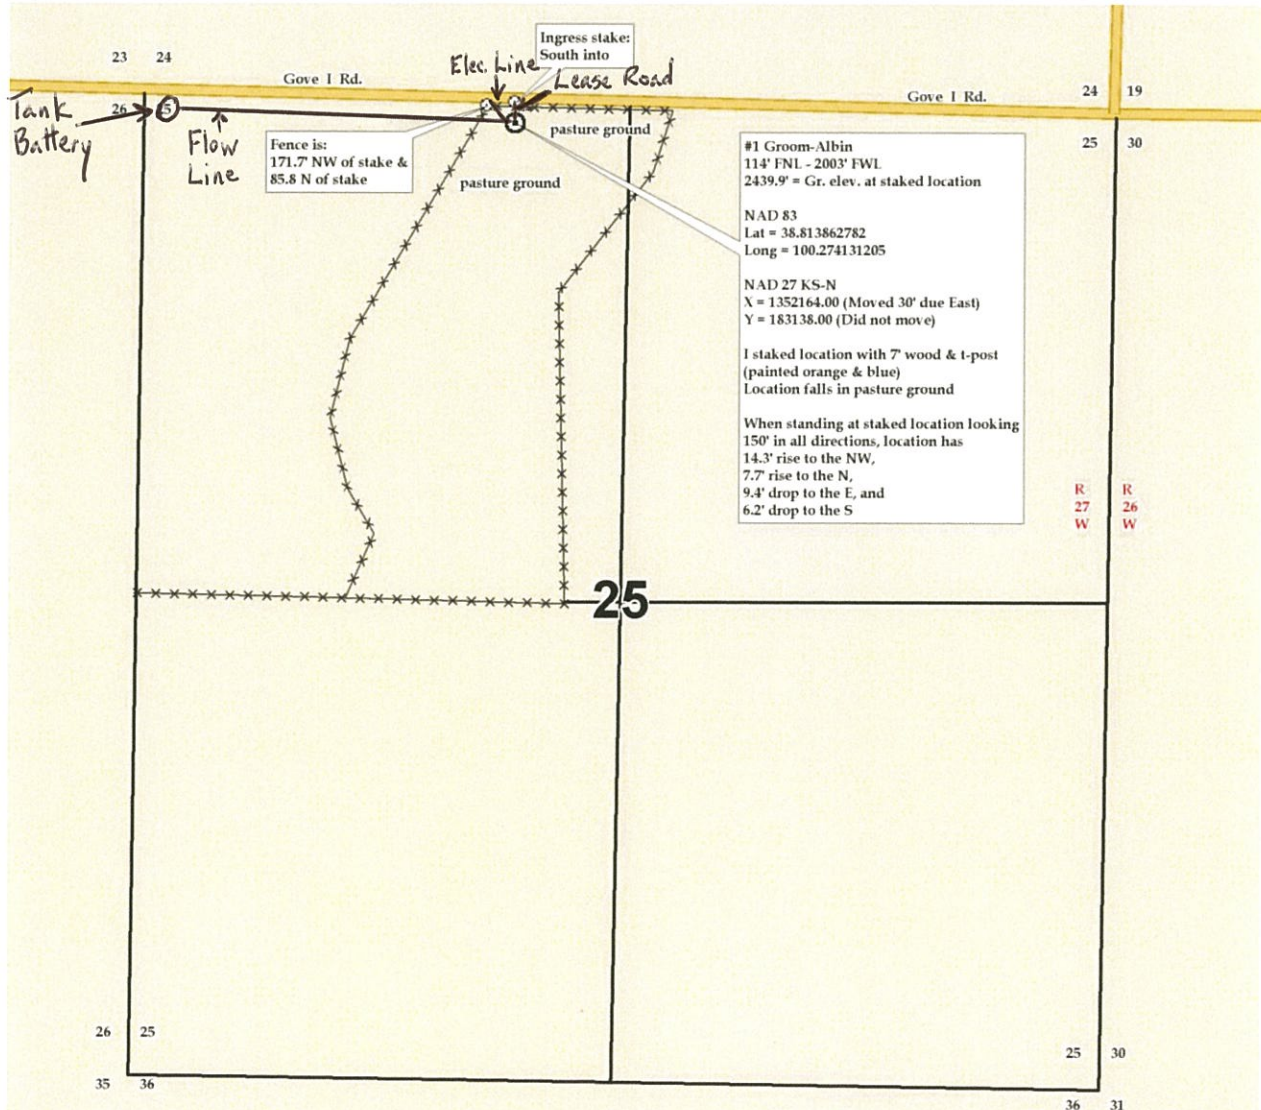 Ingress stake:
South into
23 24
Elec. Line
Gove I Rd.
Lease Road
24 19
Gove I Rd.
Tank
Battery
26 25
Flow
Line
pasture ground
Fence is:
171.7' NW of stake &
85.8 N of stake
pasture ground
25 30
#1 Groom-Albin
114' FNL - 2003' FWL
2439.9' = Gr. elev. at staked location
NAD 83
Lat = 38.813862782
Long = 100.274131205
NAD 27 KS-N
X = 1352164.00 (Moved 30' due East)
Y = 183138.00 (Did not move)
I staked location with 7' wood & t-post
(painted orange & blue)
Location falls in pasture ground
When standing at staked location looking
150' in all directions, location has
14.3' rise to the NW,
7.7' rise to the N,
9.4' drop to the E, and
6.2' drop to the S
R R
27 26
W W
25
26 25
35 36
25 30
36 31